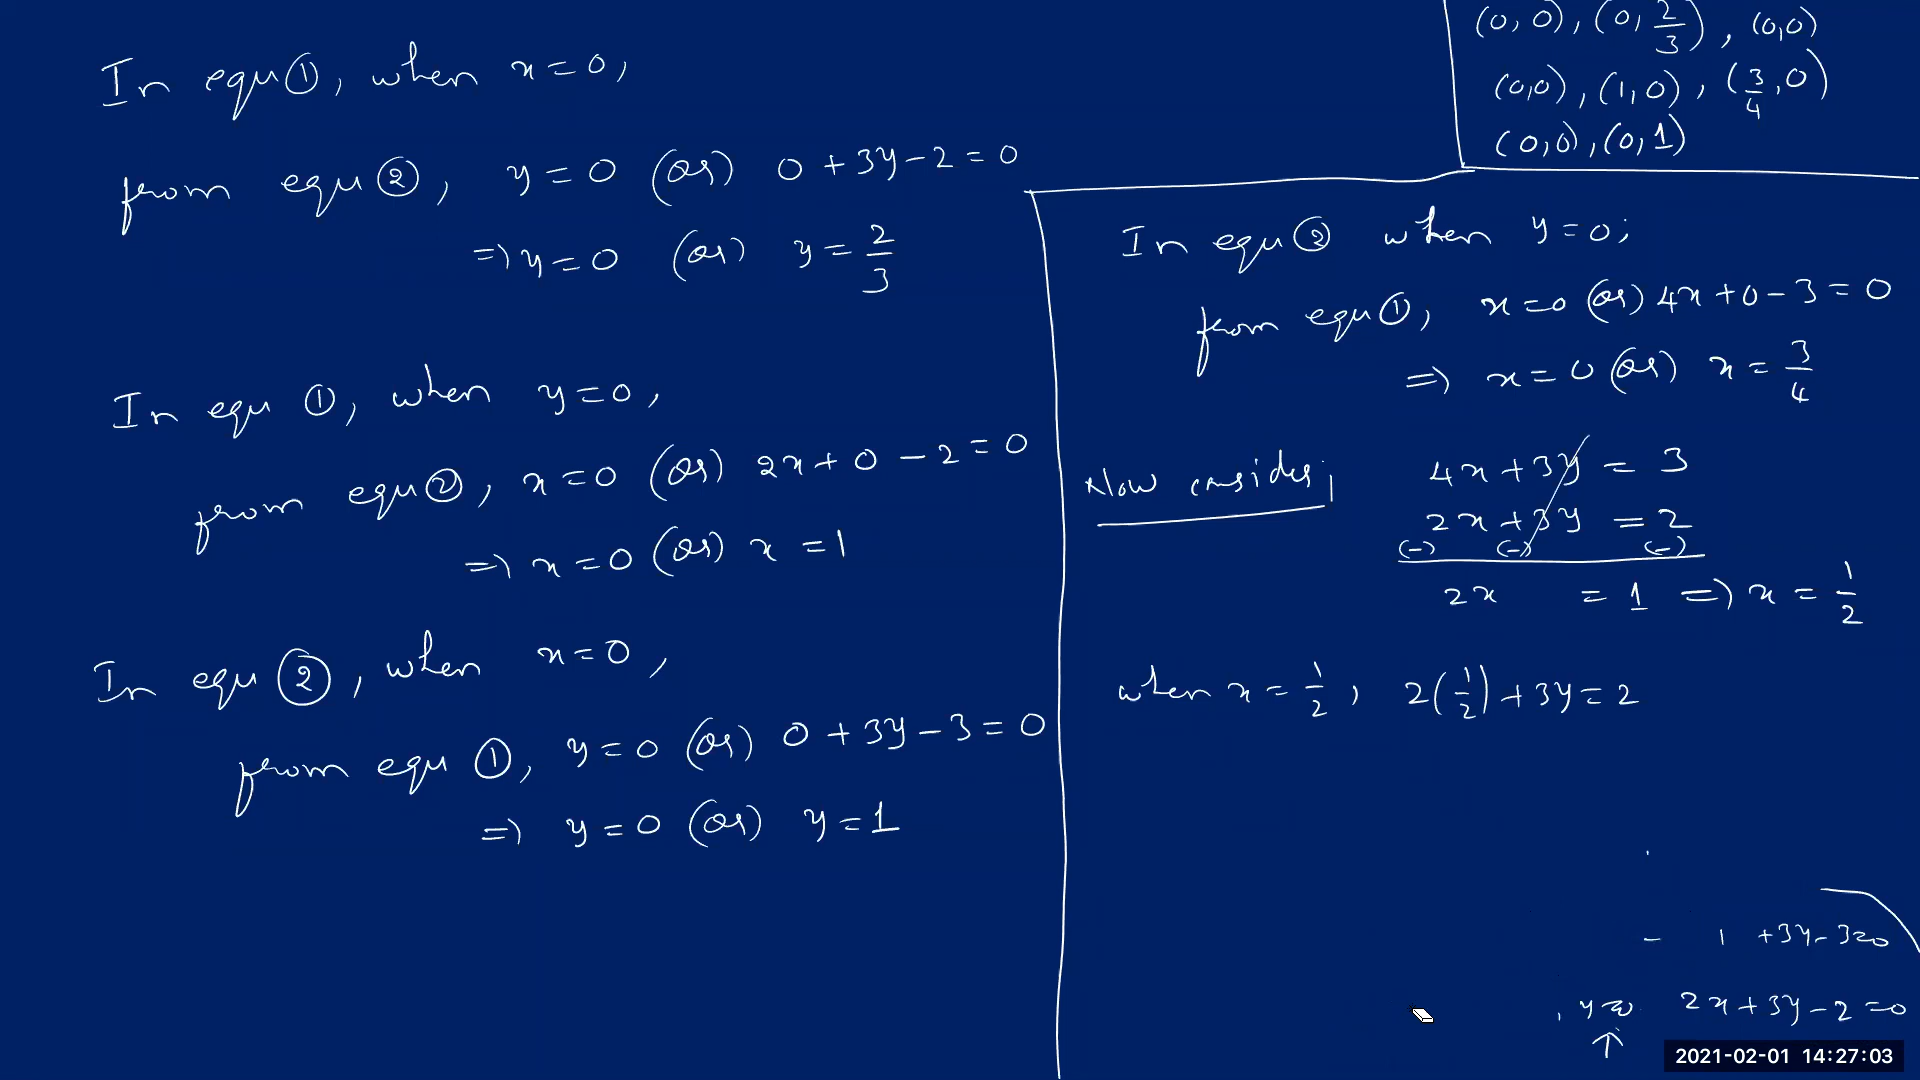 In equ ①, when x = 0,
from equ ②, y = 0 (or) 0 + 3y - 2 = 0
⇒ y = 0 (or) y = 2/3
In equ ①, when y = 0,
from equ ②, x = 0 (or) 2x + 0 - 2 = 0
⇒ x = 0 (or) x = 1
In equ ②, when x = 0,
from equ ①, y = 0 (or) 0 + 3y - 3 = 0
⇒ y = 0 (or) y = 1
(0,0), (0, 2/3), (0,0)
(0,0), (1,0), (3/4, 0)
(0,0), (0,1)
In equ ② when y = 0;
from equ ①, x = 0 (or) 4x + 0 - 3 = 0
⇒ x = 0 (or) x = 3/4
Now consider,
4x + 3y = 3
2x + 3y = 2
(-) (-) (-)
2x = 1 ⇒ x = 1/2
when x = 1/2, 2(1/2) + 3y = 2
+3y - 3 = 0
2x + 3y - 2 = 0
↑
2021-02-01 14:27:03